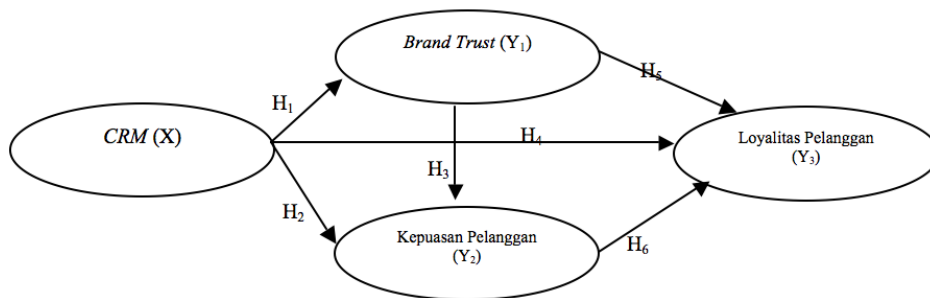 Brand Trust (Y₁)
H₁
H₅
CRM (X)
H₄
Loyalitas Pelanggan
(Y₃)
H₃
H₂
Kepuasan Pelanggan
(Y₂)
H₆